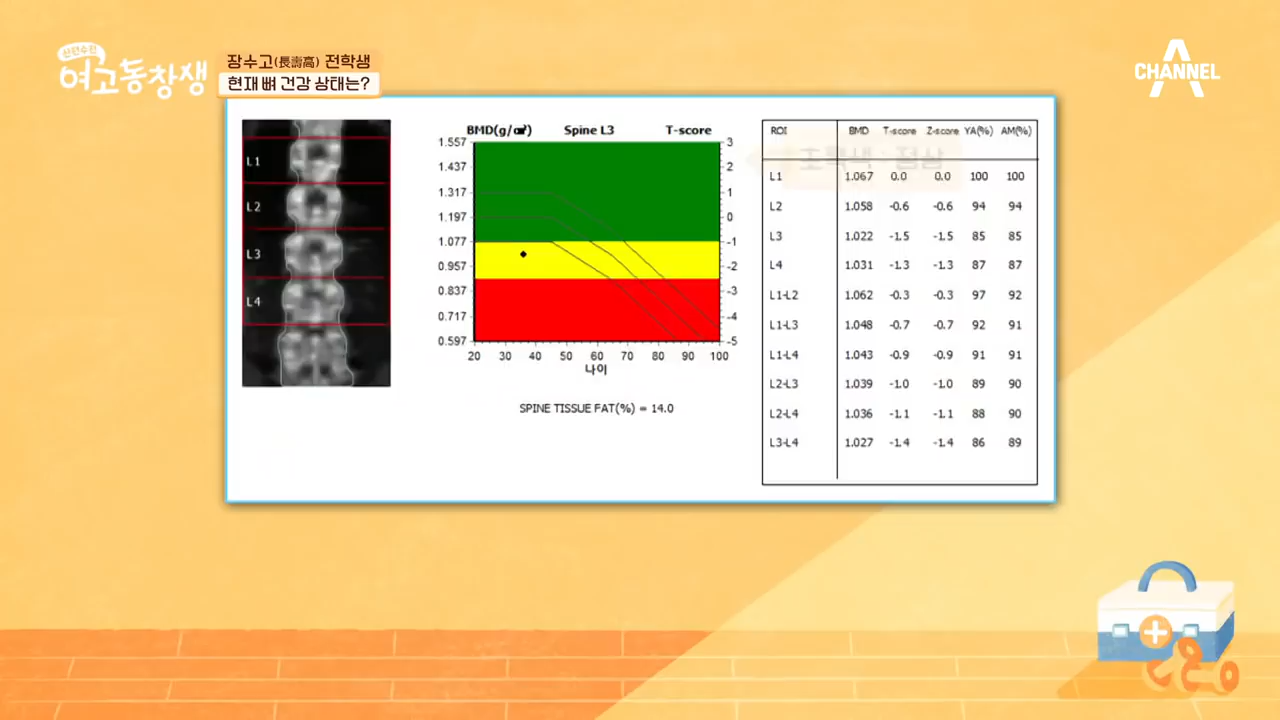 신변수진
여고동창생
장수고(長壽高) 전학생
현재 뼈 건강 상태는?
CHANNEL A
L1
L2
L3
L4
BMD(g/㎠) Spine L3 T-score
1.557 3
1.437 2
1.317 1
1.197 0
1.077 -1
0.957 -2
0.837 -3
0.717 -4
0.597 -5
20 30 40 50 60 70 80 90 100
나이
SPINE TISSUE FAT(%) = 14.0
ROI BMD T-score Z-score YA(%) AM(%)
초록색 : 정상
L1 1.067 0.0 0.0 100 100
L2 1.058 -0.6 -0.6 94 94
L3 1.022 -1.5 -1.5 85 85
L4 1.031 -1.3 -1.3 87 87
L1-L2 1.062 -0.3 -0.3 97 92
L1-L3 1.048 -0.7 -0.7 92 91
L1-L4 1.043 -0.9 -0.9 91 91
L2-L3 1.039 -1.0 -1.0 89 90
L2-L4 1.036 -1.1 -1.1 88 90
L3-L4 1.027 -1.4 -1.4 86 89